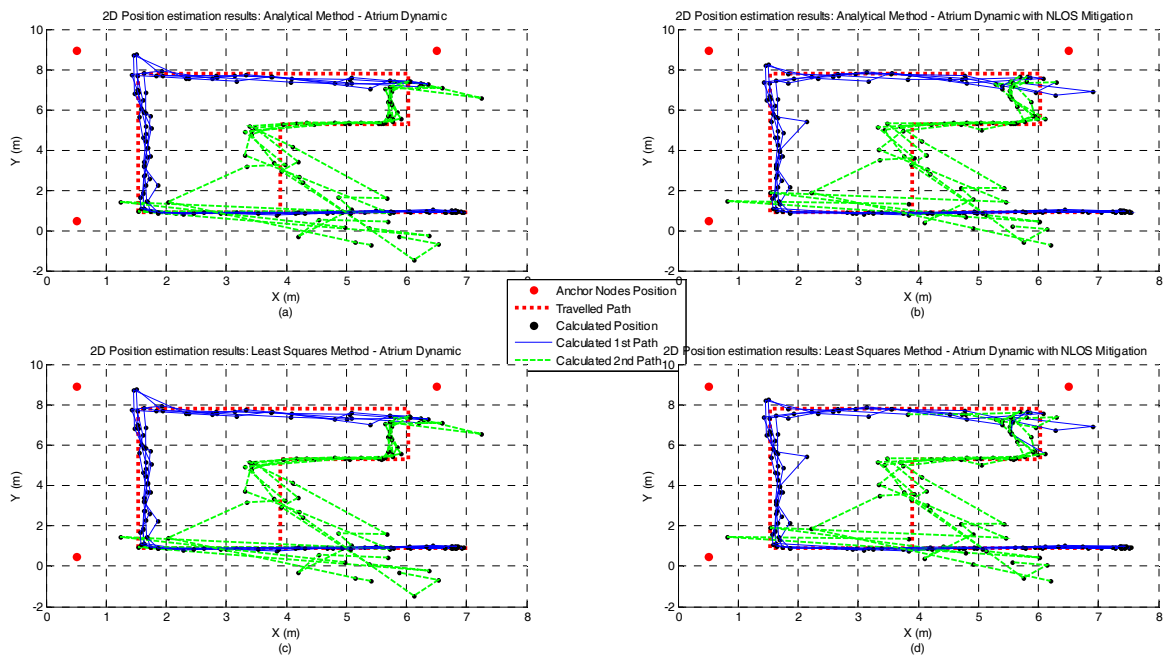 2D Position estimation results: Analytical Method - Atrium Dynamic
10
8
6
4
2
0
-2
Y (m)
0 1 2 3 4 5 6 7 8
X (m)
(a)
2D Position estimation results: Analytical Method - Atrium Dynamic with NLOS Mitigation
10
8
6
4
2
0
-2
Y (m)
0 1 2 3 4 5 6 7 8
X (m)
(b)
Anchor Nodes Position
Travelled Path
Calculated Position
Calculated 1st Path
Calculated 2nd Path
2D Position estimation results: Least Squares Method - Atrium Dynamic
10
8
6
4
2
0
-2
Y (m)
0 1 2 3 4 5 6 7 8
X (m)
(c)
2D Position estimation results: Least Squares Method - Atrium Dynamic with NLOS Mitigation
10
8
6
4
2
0
-2
Y (m)
0 1 2 3 4 5 6 7 8
X (m)
(d)